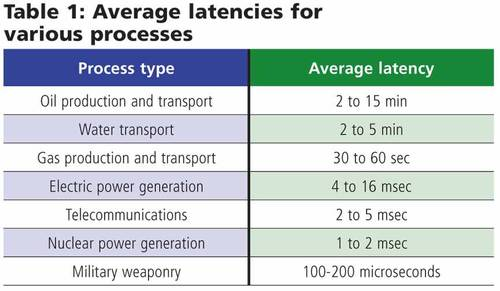 Table 1: Average latencies for
various processes
Process type Average latency
Oil production and transport 2 to 15 min
Water transport 2 to 5 min
Gas production and transport 30 to 60 sec
Electric power generation 4 to 16 msec
Telecommunications 2 to 5 msec
Nuclear power generation 1 to 2 msec
Military weaponry 100-200 microseconds